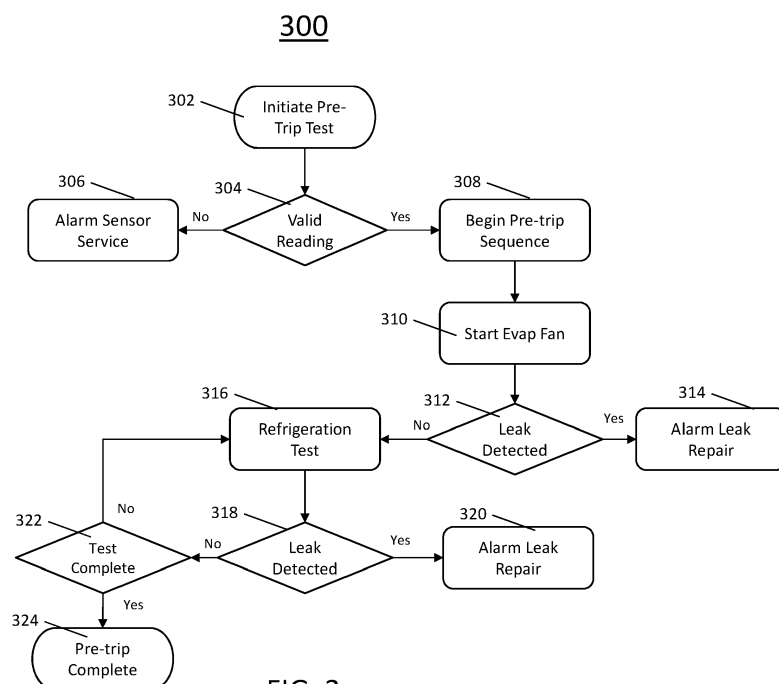 300
302
Initiate Pre-
Trip Test
306
304
308
Alarm Sensor
Service
No
Valid
Reading
Yes
Begin Pre-trip
Sequence
310
Start Evap Fan
316
312
314
Refrigeration
Test
No
Leak
Detected
Yes
Alarm Leak
Repair
322
No
318
320
Test
Complete
No
Leak
Detected
Yes
Alarm Leak
Repair
324
Yes
Pre-trip
Complete